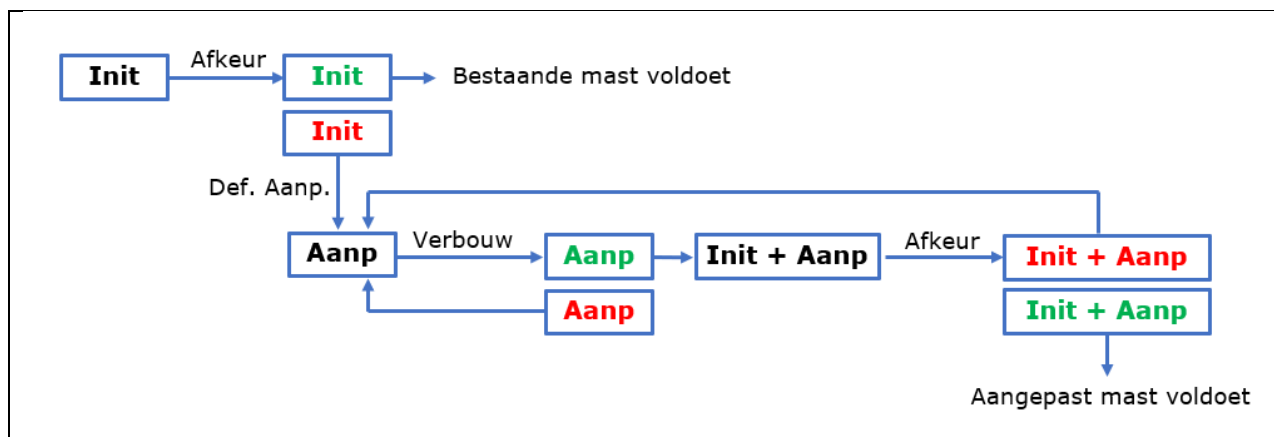 Afkeur
Init
Init
Bestaande mast voldoet
Init
Def. Aanp.
Aanp
Verbouw
Aanp
Init + Aanp
Afkeur
Init + Aanp
Aanp
Init + Aanp
Aangepast mast voldoet